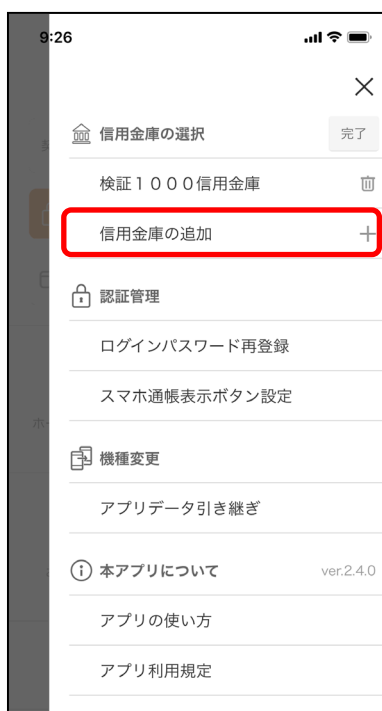 9:26
信用金庫の選択
完了
検証１０００信用金庫
信用金庫の追加
認証管理
ログインパスワード再登録
スマホ通帳表示ボタン設定
機種変更
アプリデータ引き継ぎ
本アプリについて
ver.2.4.0
アプリの使い方
アプリ利用規定